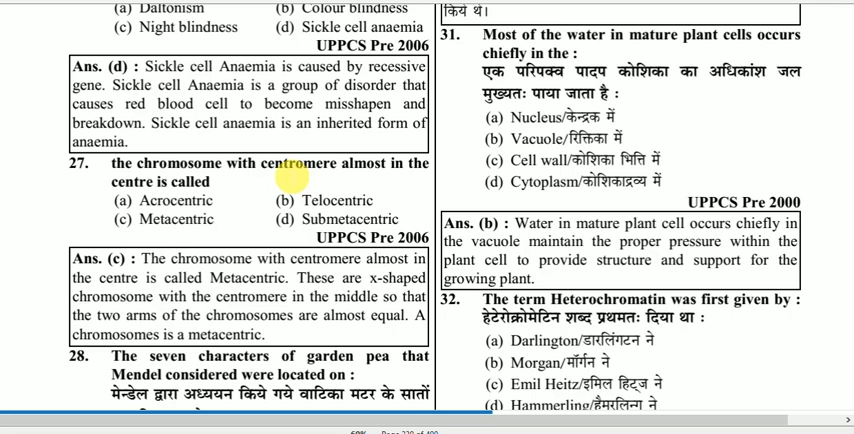 (a) Daltonism (b) Colour blindness
(c) Night blindness (d) Sickle cell anaemia
UPPCS Pre 2006
Ans. (d) : Sickle cell Anaemia is caused by recessive
gene. Sickle cell Anaemia is a group of disorder that
causes red blood cell to become misshapen and
breakdown. Sickle cell anaemia is an inherited form of
anaemia.
27. the chromosome with centromere almost in the
centre is called
(a) Acrocentric (b) Telocentric
(c) Metacentric (d) Submetacentric
UPPCS Pre 2006
Ans. (c) : The chromosome with centromere almost in
the centre is called Metacentric. These are x-shaped
chromosome with the centromere in the middle so that
the two arms of the chromosomes are almost equal. A
chromosomes is a metacentric.
28. The seven characters of garden pea that
Mendel considered were located on :
मेन्डेल द्वारा अध्ययन किये गये वाटिका मटर के सातों
किये थे।
31. Most of the water in mature plant cells occurs
chiefly in the :
एक परिपक्व पादप कोशिका का अधिकांश जल
मुख्यतः पाया जाता है :
(a) Nucleus/केन्द्रक में
(b) Vacuole/रिक्तिका में
(c) Cell wall/कोशिका भित्ति में
(d) Cytoplasm/कोशिकाद्रव्य में
UPPCS Pre 2000
Ans. (b) : Water in mature plant cell occurs chiefly in
the vacuole maintain the proper pressure within the
plant cell to provide structure and support for the
growing plant.
32. The term Heterochromatin was first given by :
हेटेरोक्रोमेटिन शब्द प्रथमतः दिया था :
(a) Darlington/डारलिंगटन ने
(b) Morgan/मॉर्गन ने
(c) Emil Heitz/इमिल हिट्ज ने
(d) Hammerling/हैमरलिन्ग ने